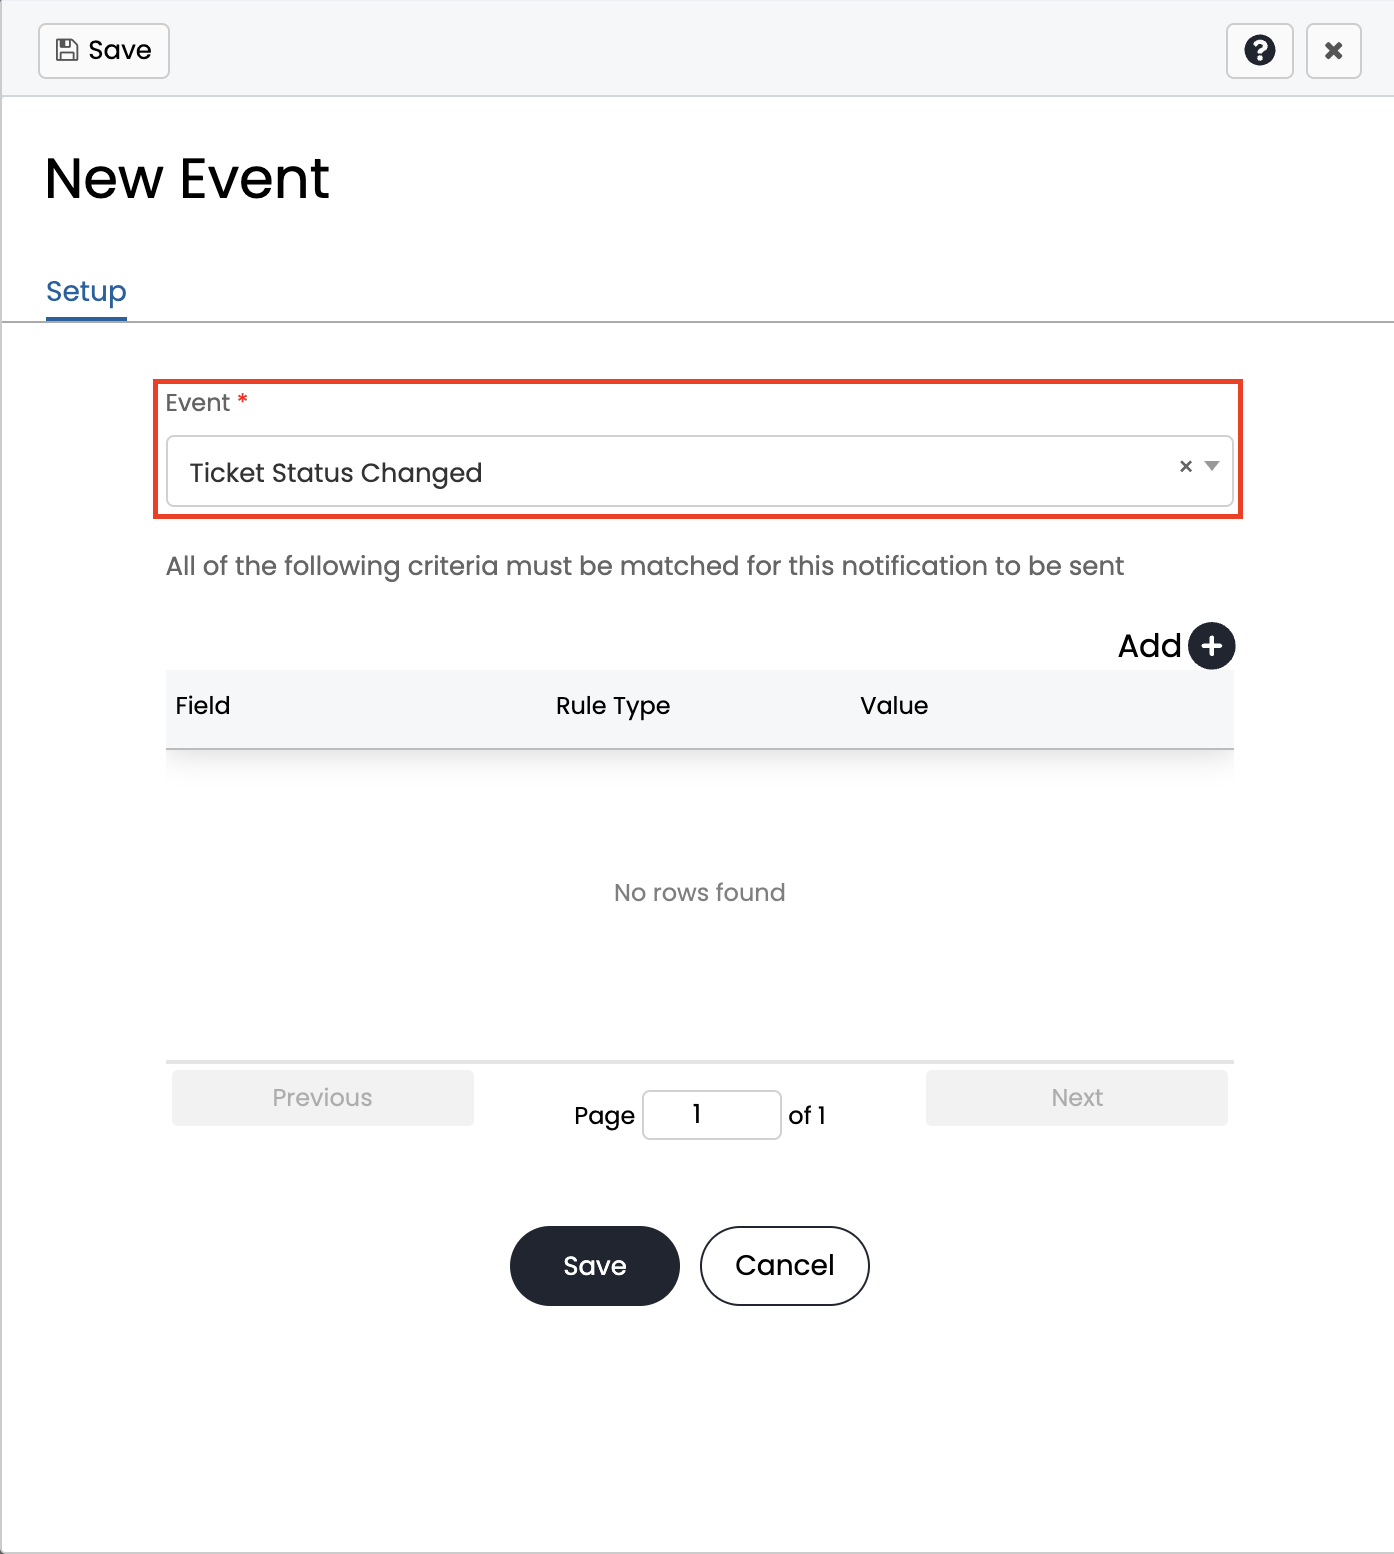 Save
New Event
Setup
Event *
Ticket Status Changed
All of the following criteria must be matched for this notification to be sent
Add
Field Rule Type Value
No rows found
Previous Page 1 of 1 Next
Save Cancel